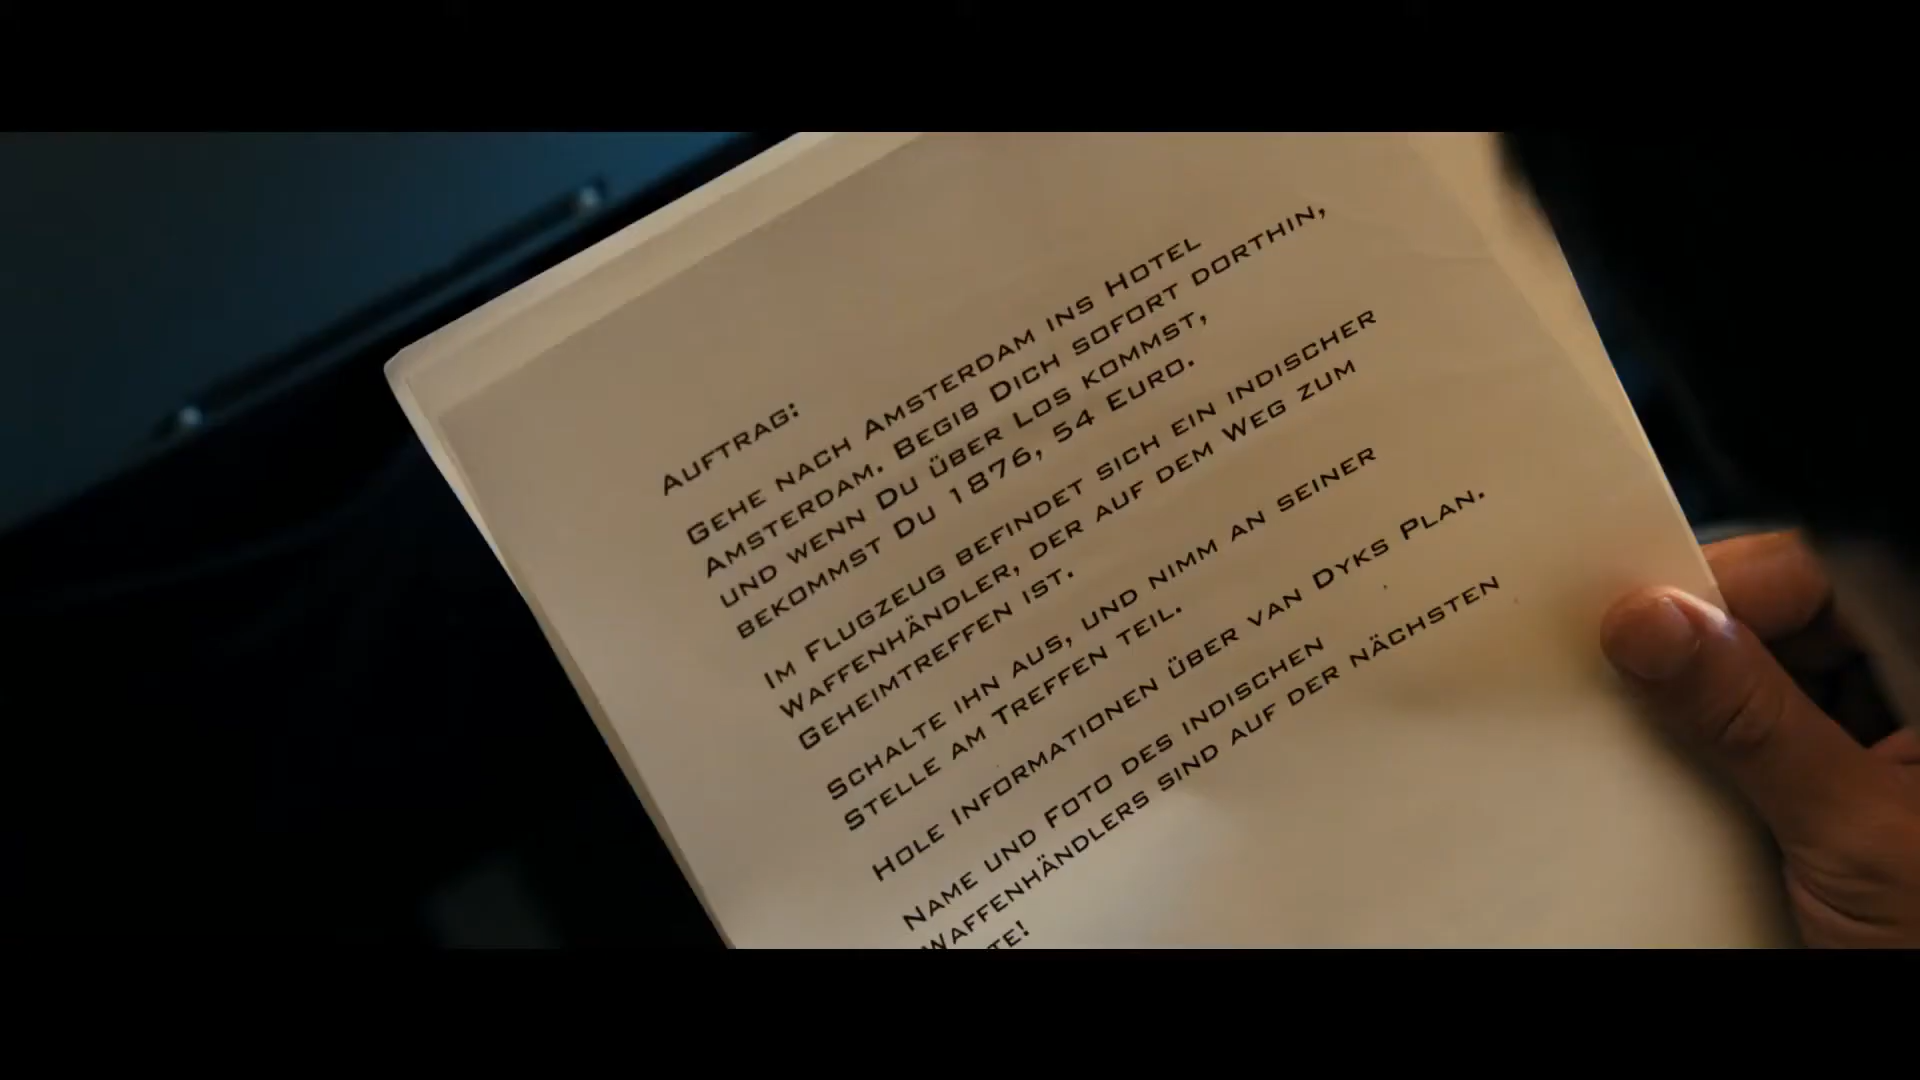 Auftrag:
Gehe nach Amsterdam ins Hotel
Amsterdam. Begib Dich sofort dorthin,
und wenn Du über Los kommst,
bekommst Du 1876, 54 Euro.
Im Flugzeug befindet sich ein indischer
Waffenhändler, der auf dem Weg zum
Geheimtreffen ist.
Schalte ihn aus, und nimm an seiner
Stelle am Treffen teil.
Hole Informationen über van Dyks Plan.
Name und Foto des indischen
Waffenhändlers sind auf der nächsten